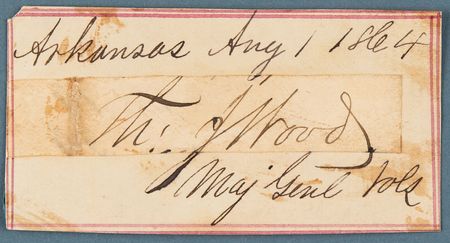 Arkansas Aug 1 1864
Th: J Wood
Maj Genl Vols